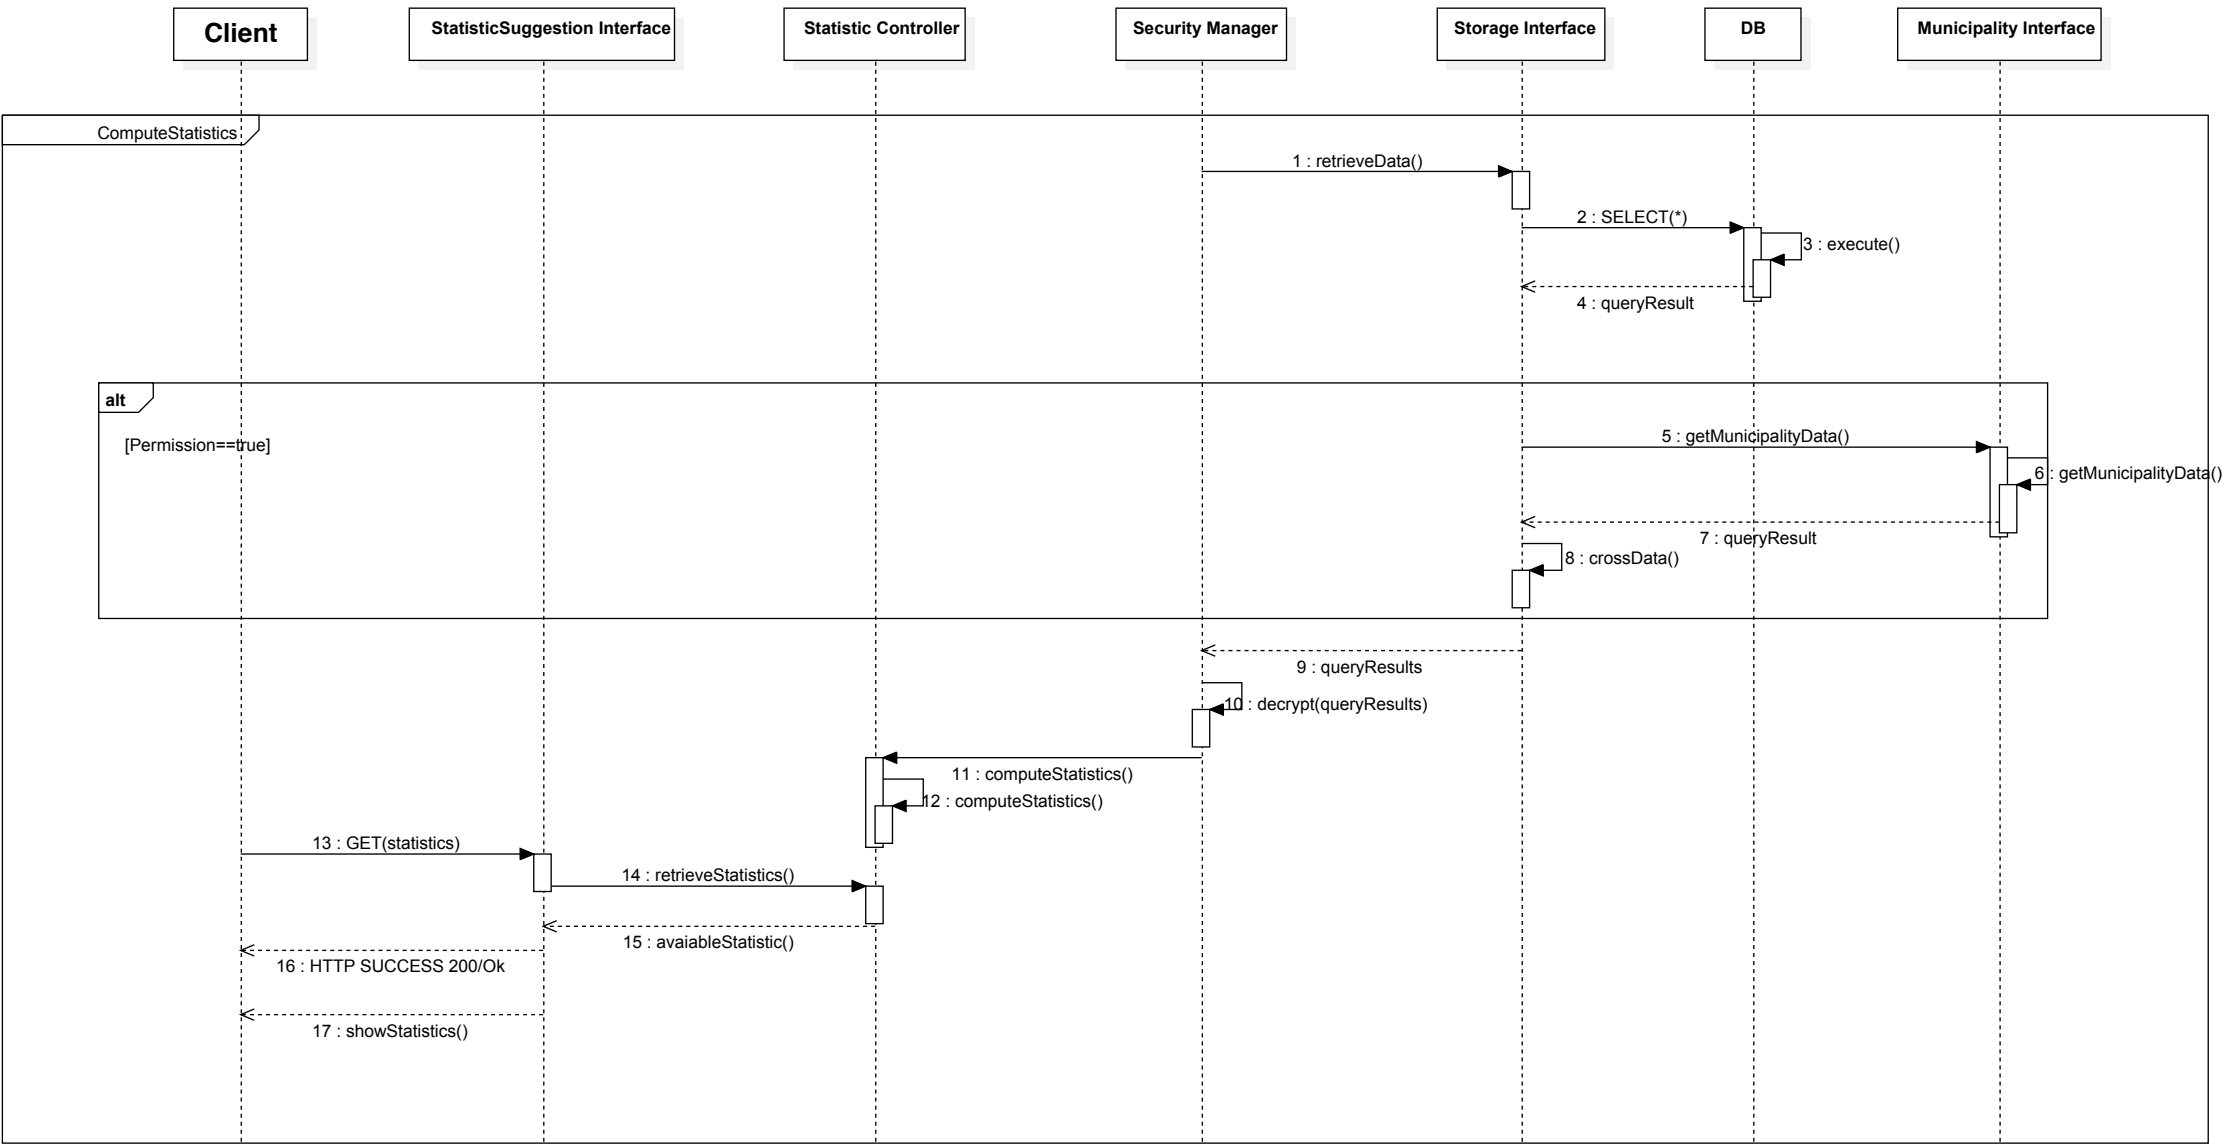 Client
StatisticSuggestion Interface
Statistic Controller
Security Manager
Storage Interface
DB
Municipality Interface
ComputeStatistics
1 : retrieveData()
2 : SELECT(*)
3 : execute()
4 : queryResult
alt
[Permission==true]
5 : getMunicipalityData()
6 : getMunicipalityData()
7 : queryResult
8 : crossData()
9 : queryResults
10 : decrypt(queryResults)
11 : computeStatistics()
12 : computeStatistics()
13 : GET(statistics)
14 : retrieveStatistics()
15 : avaiableStatistic()
16 : HTTP SUCCESS 200/Ok
17 : showStatistics()